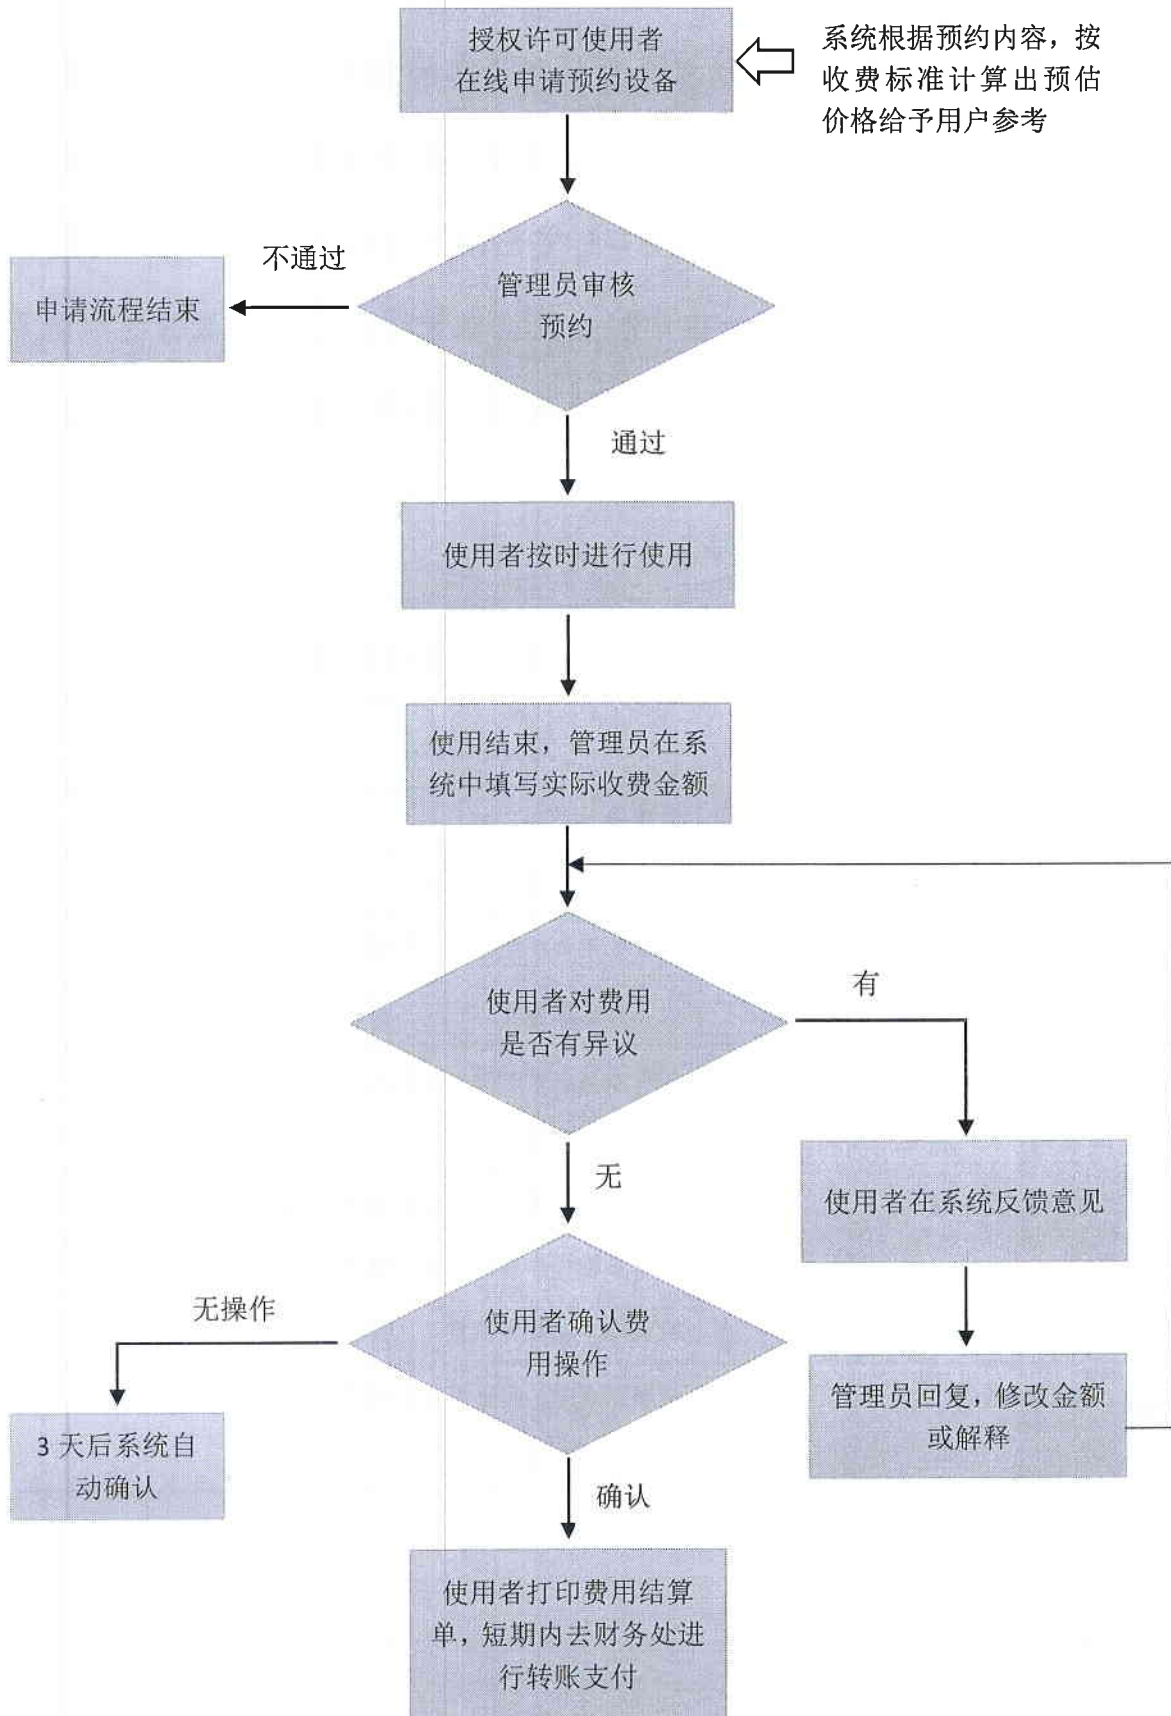 授权许可使用者
在线申请预约设备
系统根据预约内容，按
收费标准计算出预估
价格给予用户参考
管理员审核
预约
不通过
申请流程结束
通过
使用者按时进行使用
使用结束，管理员在系
统中填写实际收费金额
使用者对费用
是否有异议
有
无
使用者在系统反馈意见
使用者确认费
用操作
无操作
管理员回复，修改金额
或解释
3 天后系统自
动确认
确认
使用者打印费用结算
单，短期内去财务处进
行转账支付